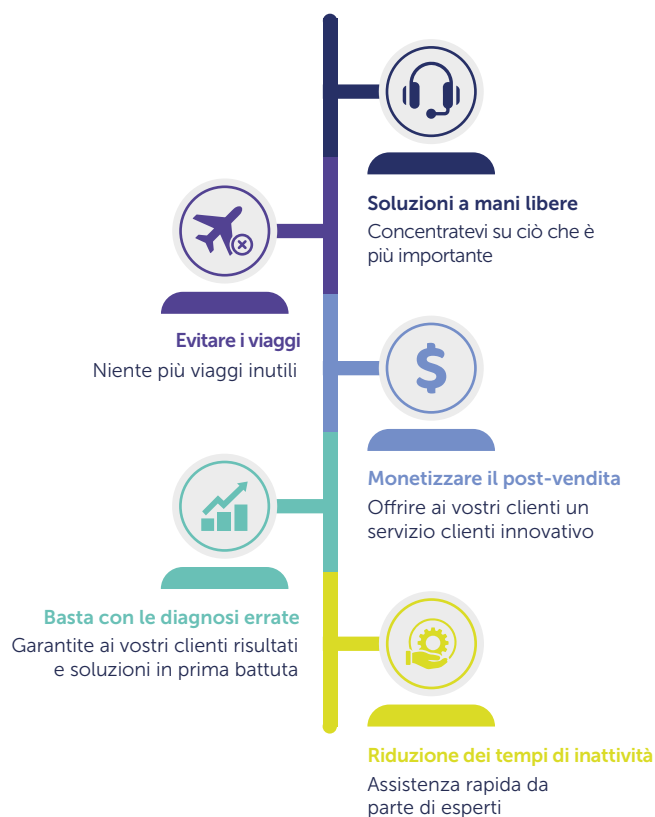 Soluzioni a mani libere
Concentratevi su ciò che è
più importante
Evitare i viaggi
Niente più viaggi inutili
$
Monetizzare il post-vendita
Offrire ai vostri clienti un
servizio clienti innovativo
Basta con le diagnosi errate
Garantite ai vostri clienti risultati
e soluzioni in prima battuta
Riduzione dei tempi di inattività
Assistenza rapida da
parte di esperti